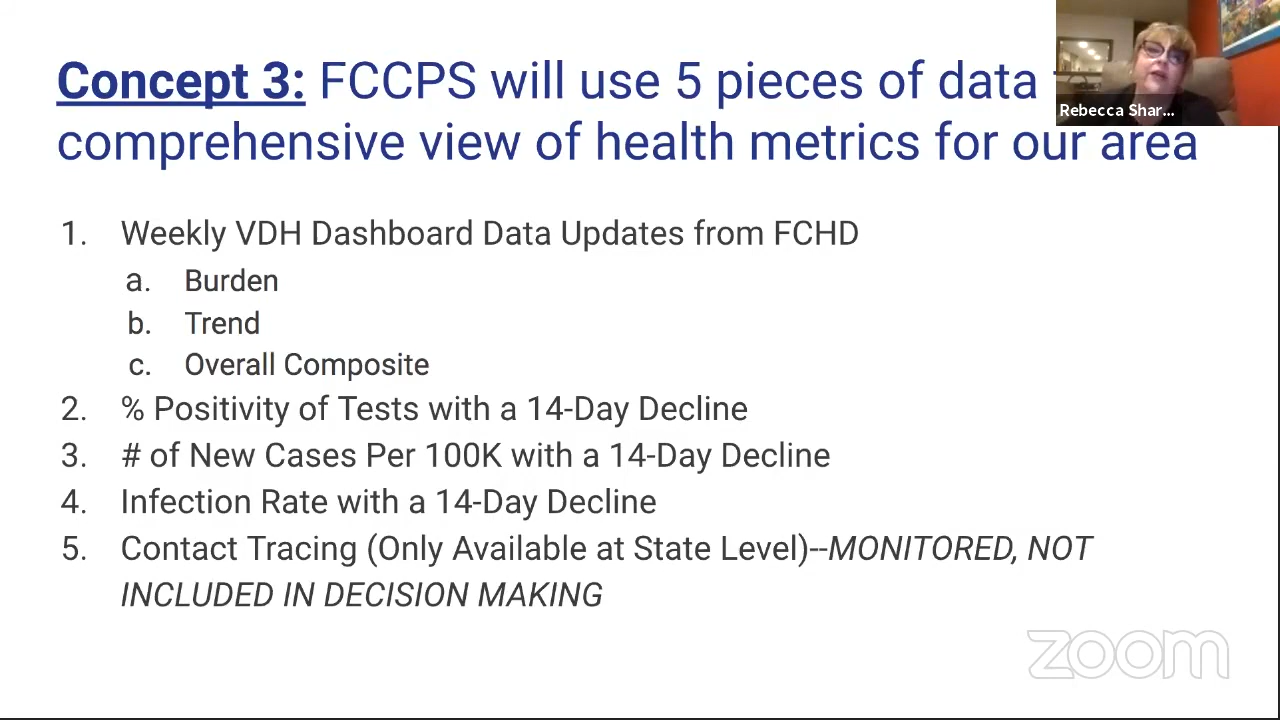 Concept 3: FCCPS will use 5 pieces of data
comprehensive view of health metrics for our area
Rebecca Shar...
1. Weekly VDH Dashboard Data Updates from FCHD
a. Burden
b. Trend
c. Overall Composite
2. % Positivity of Tests with a 14-Day Decline
3. # of New Cases Per 100K with a 14-Day Decline
4. Infection Rate with a 14-Day Decline
5. Contact Tracing (Only Available at State Level)--MONITORED, NOT
INCLUDED IN DECISION MAKING
zoom